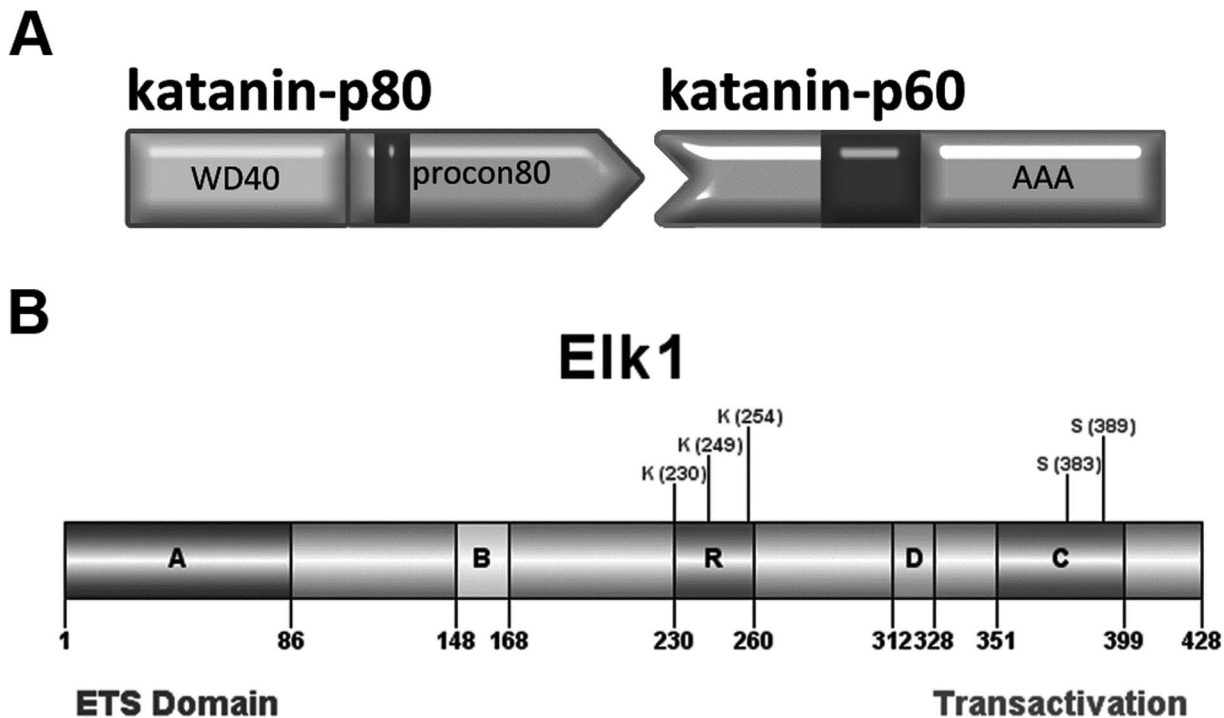 A
katanin-p80 katanin-p60
WD40 procon80 AAA
B
Elk1
K (254)
S (389)
K (249)
S (383)
K (230)
A B R D C
1 86 148 168 230 260 312 328 351 399 428
ETS Domain Transactivation